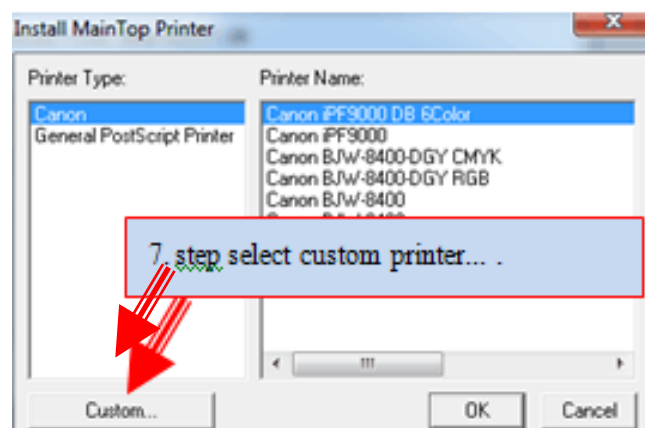 Install MainTop Printer
Printer Type:
Printer Name:
Canon
General PostScript Printer
Canon iPF9000 DB 6Color
Canon iPF9000
Canon BJW-8400-DGY CMYK
Canon BJW-8400-DGY RGB
Canon BJW-8400
7. step select custom printer... .
Custom...
OK
Cancel